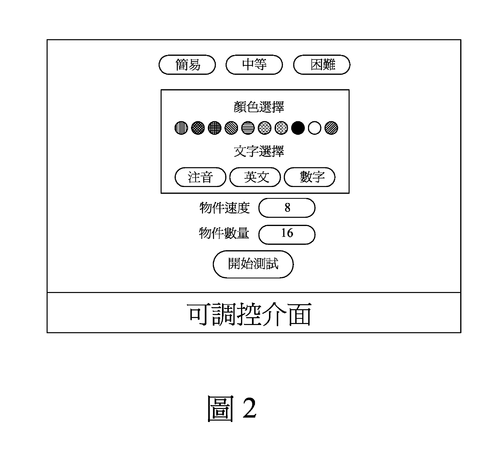 簡易 中等 困難
顏色選擇
文字選擇
注音 英文 數字
物件速度 8
物件數量 16
開始測試
可調控介面
圖 2